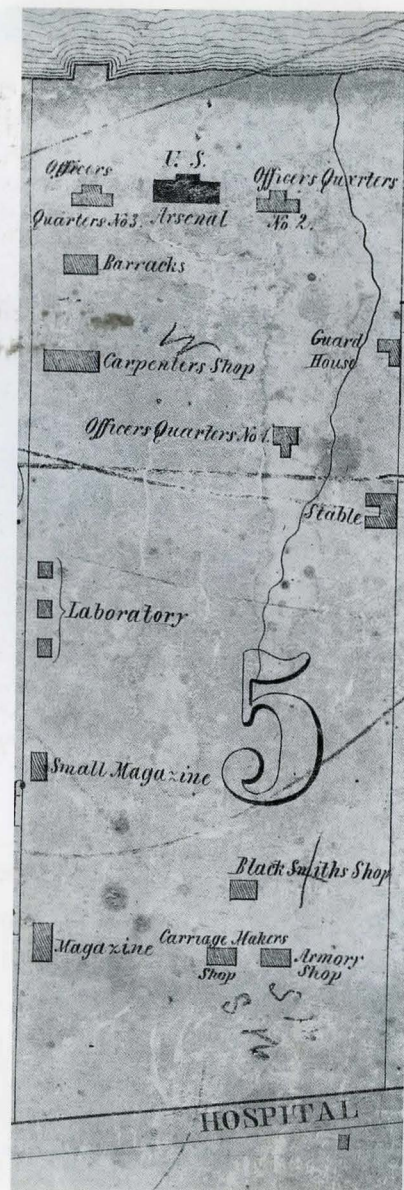 Officers
Quarters No 3.
U. S.
Arsenal
Officers Quarters
No 2.
Barracks
Carpenters Shop
Guard
House
Officers Quarters No 1.
Stable
Laboratory
5
Small Magazine
Black Smiths Shop
Magazine
Carriage Makers
Shop
Armory
Shop
HOSPITAL